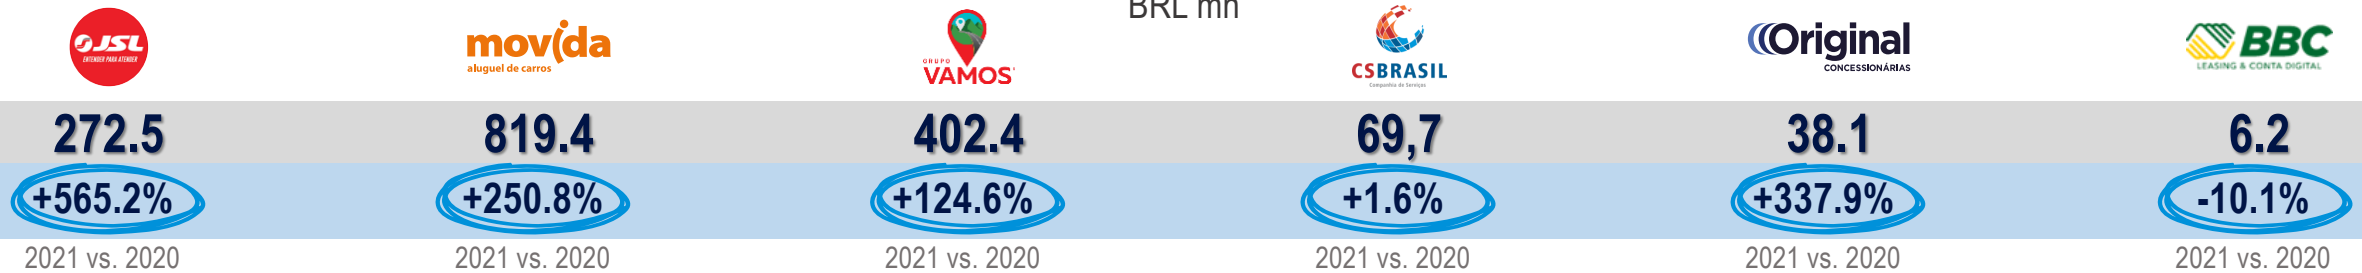 BRL mn
JSL
ENTENDER PARA ATENDER
movida
aluguel de carros
GRUPO
VAMOS
CSBRASIL
Companhia de Serviços
Original
CONCESSIONÁRIAS
BBC
LEASING & CONTA DIGITAL
272.5 819.4 402.4 69,7 38.1 6.2
+565.2% +250.8% +124.6% +1.6% +337.9% -10.1%
2021 vs. 2020 2021 vs. 2020 2021 vs. 2020 2021 vs. 2020 2021 vs. 2020 2021 vs. 2020